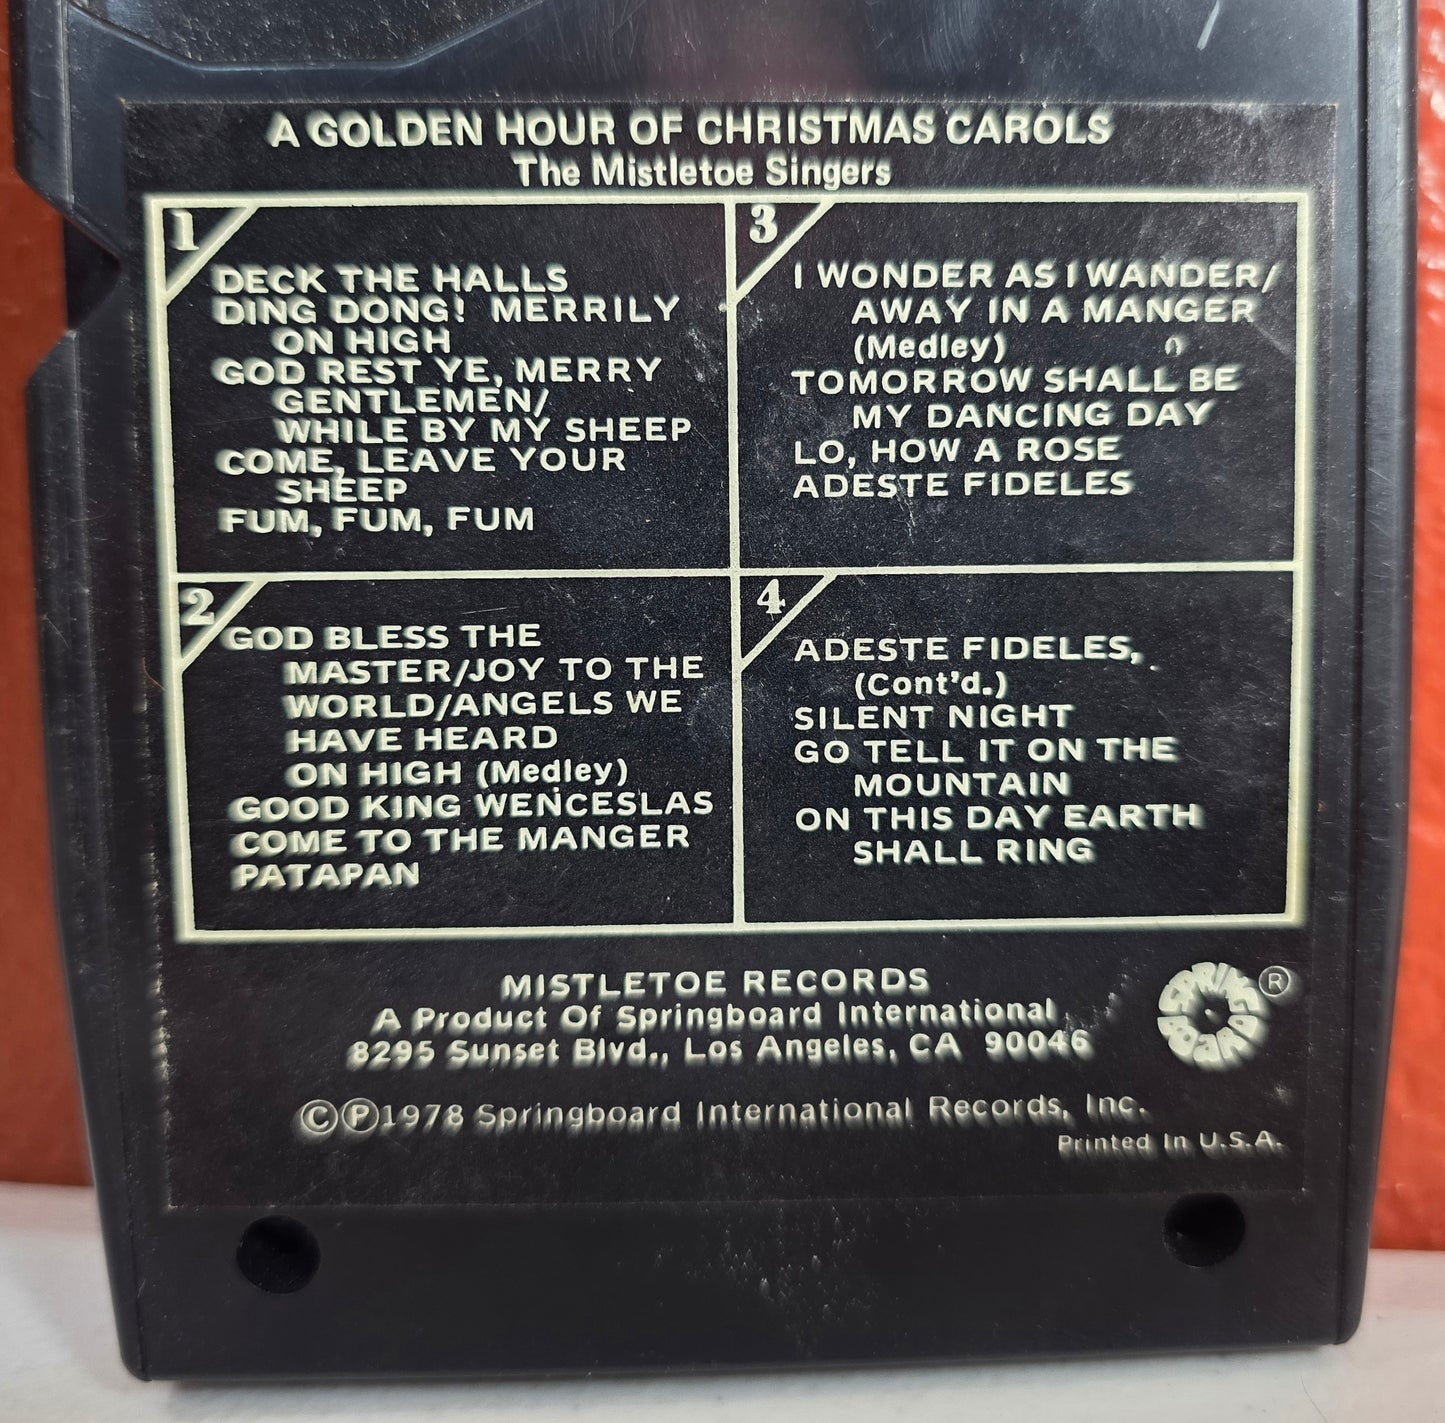 A GOLDEN HOUR OF CHRISTMAS CAROLS
The Mistletoe Singers
1
DECK THE HALLS
DING DONG! MERRILY
ON HIGH
GOD REST YE, MERRY
GENTLEMEN/
WHILE BY MY SHEEP
COME, LEAVE YOUR
SHEEP
FUM, FUM, FUM
2
GOD BLESS THE
MASTER/JOY TO THE
WORLD/ANGELS WE
HAVE HEARD
ON HIGH (Medley)
GOOD KING WENCESLAS
COME TO THE MANGER
PATAPAN
3
I WONDER AS I WANDER/
AWAY IN A MANGER
(Medley)
TOMORROW SHALL BE
MY DANCING DAY
LO, HOW A ROSE
ADESTE FIDELES
4
ADESTE FIDELES,
(Cont'd.)
SILENT NIGHT
GO TELL IT ON THE
MOUNTAIN
ON THIS DAY EARTH
SHALL RING
MISTLETOE RECORDS
A Product Of Springboard International
8295 Sunset Blvd., Los Angeles, CA 90046
SPRING BOARD ®
©℗1978 Springboard International Records, Inc.
Printed In U.S.A.